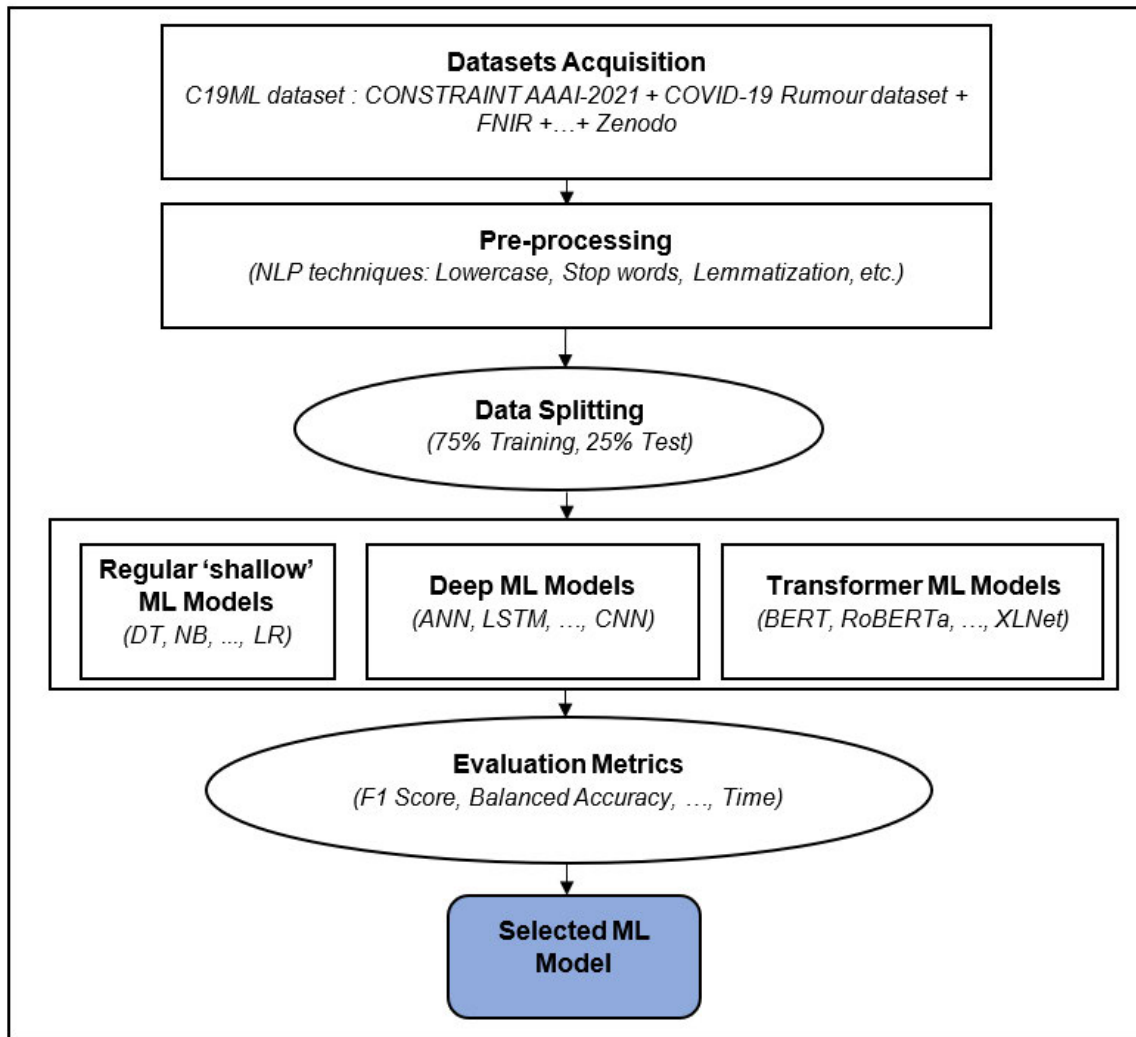 Datasets Acquisition
C19ML dataset : CONSTRAINT AAAI-2021 + COVID-19 Rumour dataset +
FNIR +…+ Zenodo
Pre-processing
(NLP techniques: Lowercase, Stop words, Lemmatization, etc.)
Data Splitting
(75% Training, 25% Test)
Regular ‘shallow’
ML Models
(DT, NB, ..., LR)
Deep ML Models
(ANN, LSTM, …, CNN)
Transformer ML Models
(BERT, RoBERTa, …, XLNet)
Evaluation Metrics
(F1 Score, Balanced Accuracy, …, Time)
Selected ML
Model